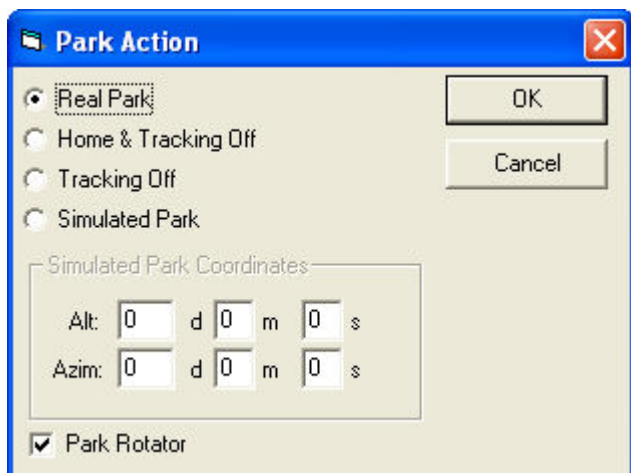 Park Action
Real Park
OK
Home & Tracking Off
Tracking Off
Cancel
Simulated Park
Simulated Park Coordinates
Alt: 0 d 0 m 0 s
Azim: 0 d 0 m 0 s
Park Rotator